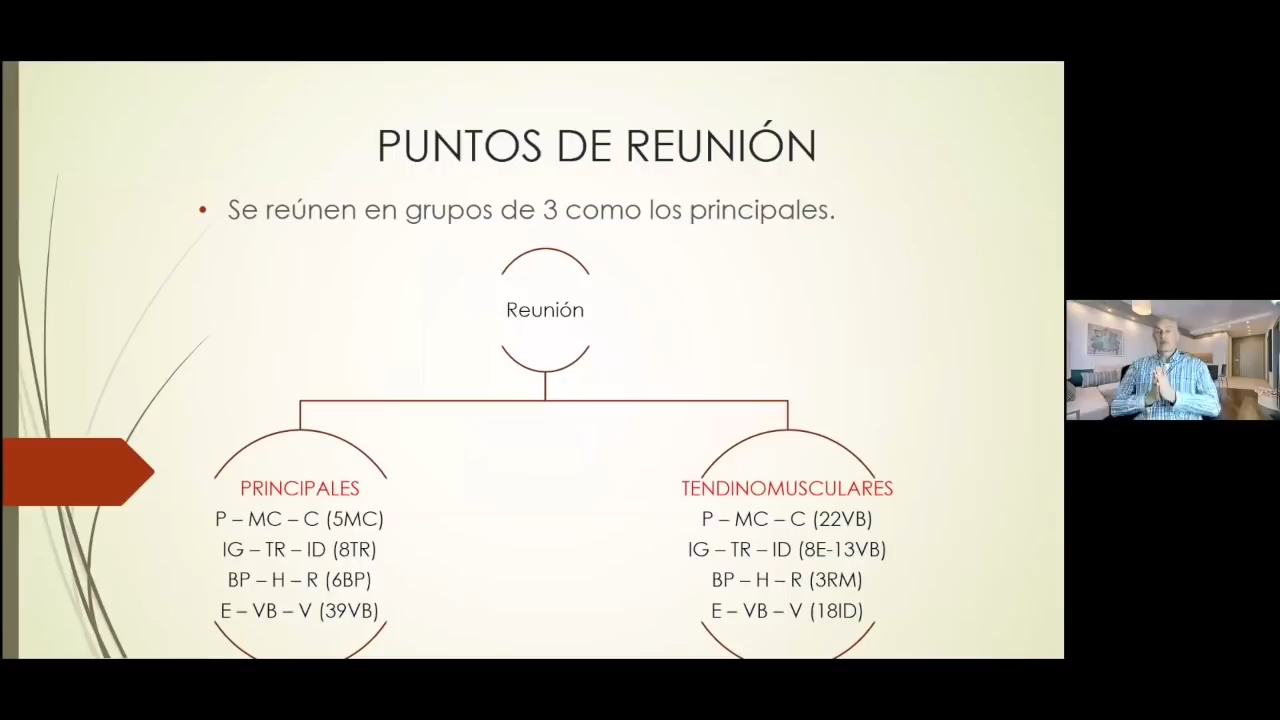 PUNTOS DE REUNIÓN
• Se reúnen en grupos de 3 como los principales.
Reunión
PRINCIPALES
P – MC – C (5MC)
IG – TR – ID (8TR)
BP – H – R (6BP)
E – VB – V (39VB)
TENDINOMUSCULARES
P – MC – C (22VB)
IG – TR – ID (8E-13VB)
BP – H – R (3RM)
E – VB – V (18ID)